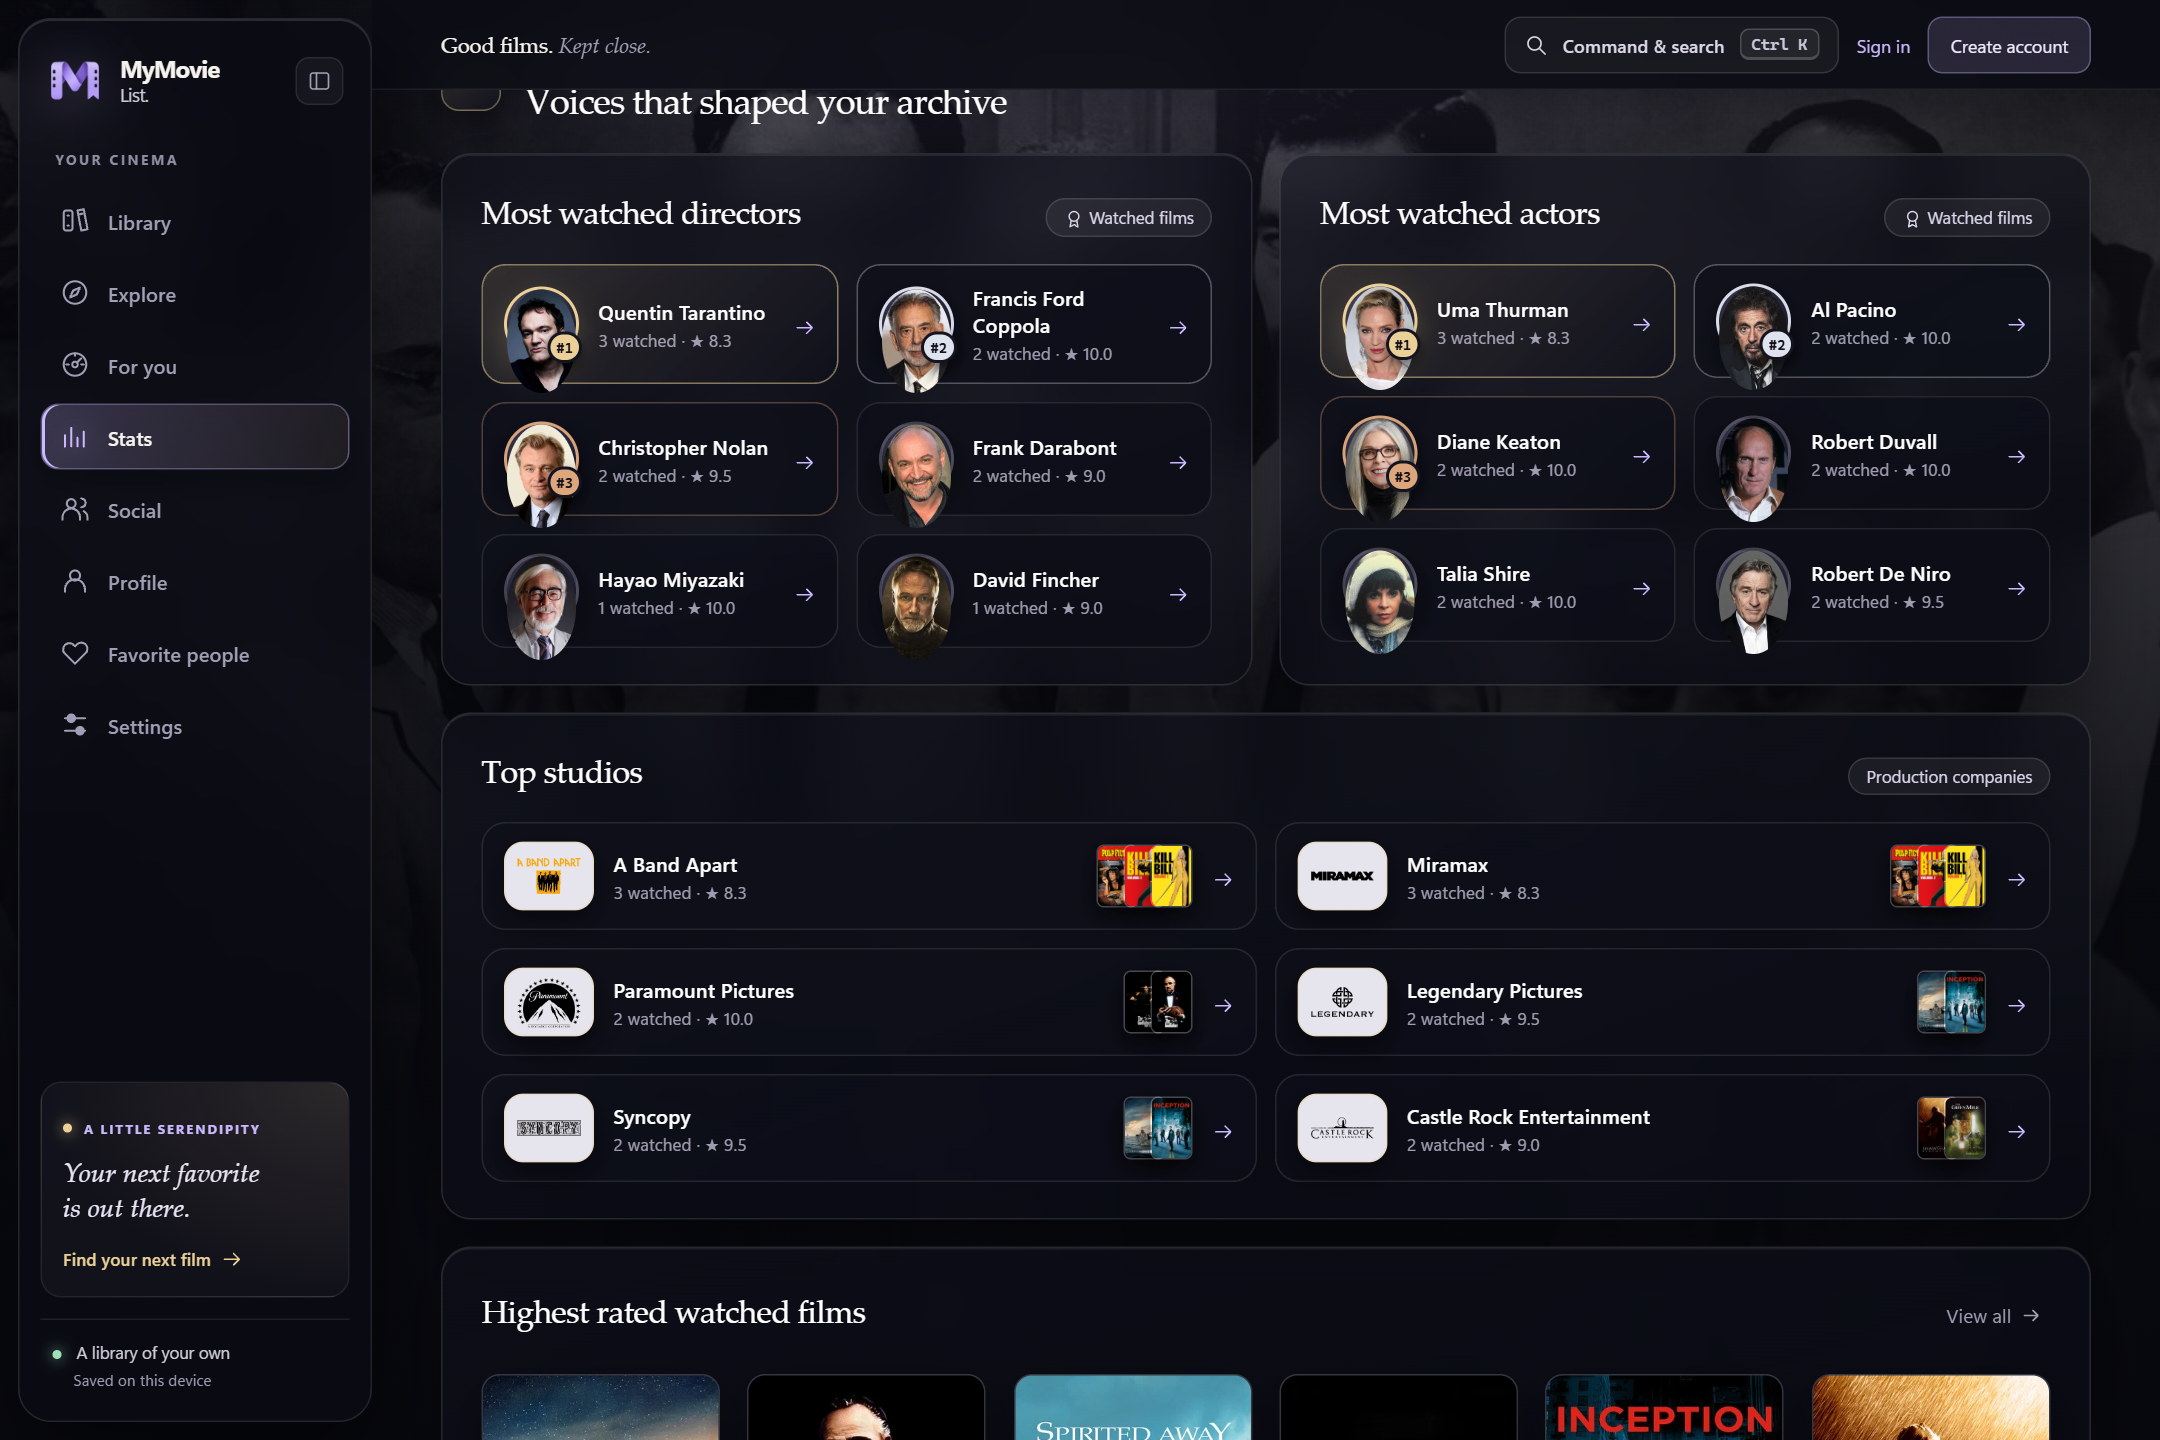 MyMovie
List.
YOUR CINEMA
Library
Explore
For you
Stats
Social
Profile
Favorite people
Settings
A LITTLE SERENDIPITY
Your next favorite
is out there.
Find your next film
A library of your own
Saved on this device
Good films. Kept close.
Command & search Ctrl K
Sign in
Create account
Voices that shaped your archive
Most watched directors
Watched films
#1
Quentin Tarantino
3 watched · ★ 8.3
#2
Francis Ford
Coppola
2 watched · ★ 10.0
#3
Christopher Nolan
2 watched · ★ 9.5
Frank Darabont
2 watched · ★ 9.0
Hayao Miyazaki
1 watched · ★ 10.0
David Fincher
1 watched · ★ 9.0
Most watched actors
Watched films
#1
Uma Thurman
3 watched · ★ 8.3
#2
Al Pacino
2 watched · ★ 10.0
#3
Diane Keaton
2 watched · ★ 10.0
Robert Duvall
2 watched · ★ 10.0
Talia Shire
2 watched · ★ 10.0
Robert De Niro
2 watched · ★ 9.5
Top studios
Production companies
A BAND APART
A Band Apart
3 watched · ★ 8.3
KILL
BILL
MIRAMAX
Miramax
3 watched · ★ 8.3
KILL
BILL
Paramount
Paramount Pictures
2 watched · ★ 10.0
LEGENDARY
Legendary Pictures
2 watched · ★ 9.5
INCEPTION
SYNCOPY
Syncopy
2 watched · ★ 9.5
INCEPTION
CASTLE ROCK
ENTERTAINMENT
Castle Rock Entertainment
2 watched · ★ 9.0
Highest rated watched films
View all
SPIRITED AWAY
INCEPTION